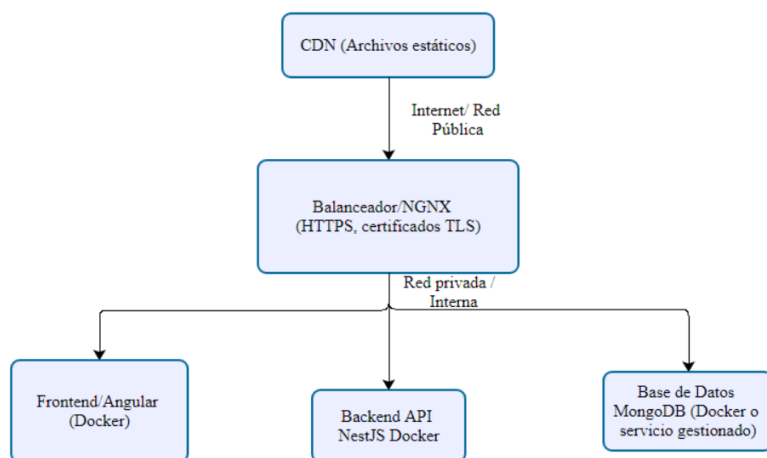 CDN (Archivos estáticos)
Internet/ Red
Pública
Balanceador/NGNX
(HTTPS, certificados TLS)
Red privada /
Interna
Frontend/Angular
(Docker)
Backend API
NestJS Docker
Base de Datos
MongoDB (Docker o
servicio gestionado)